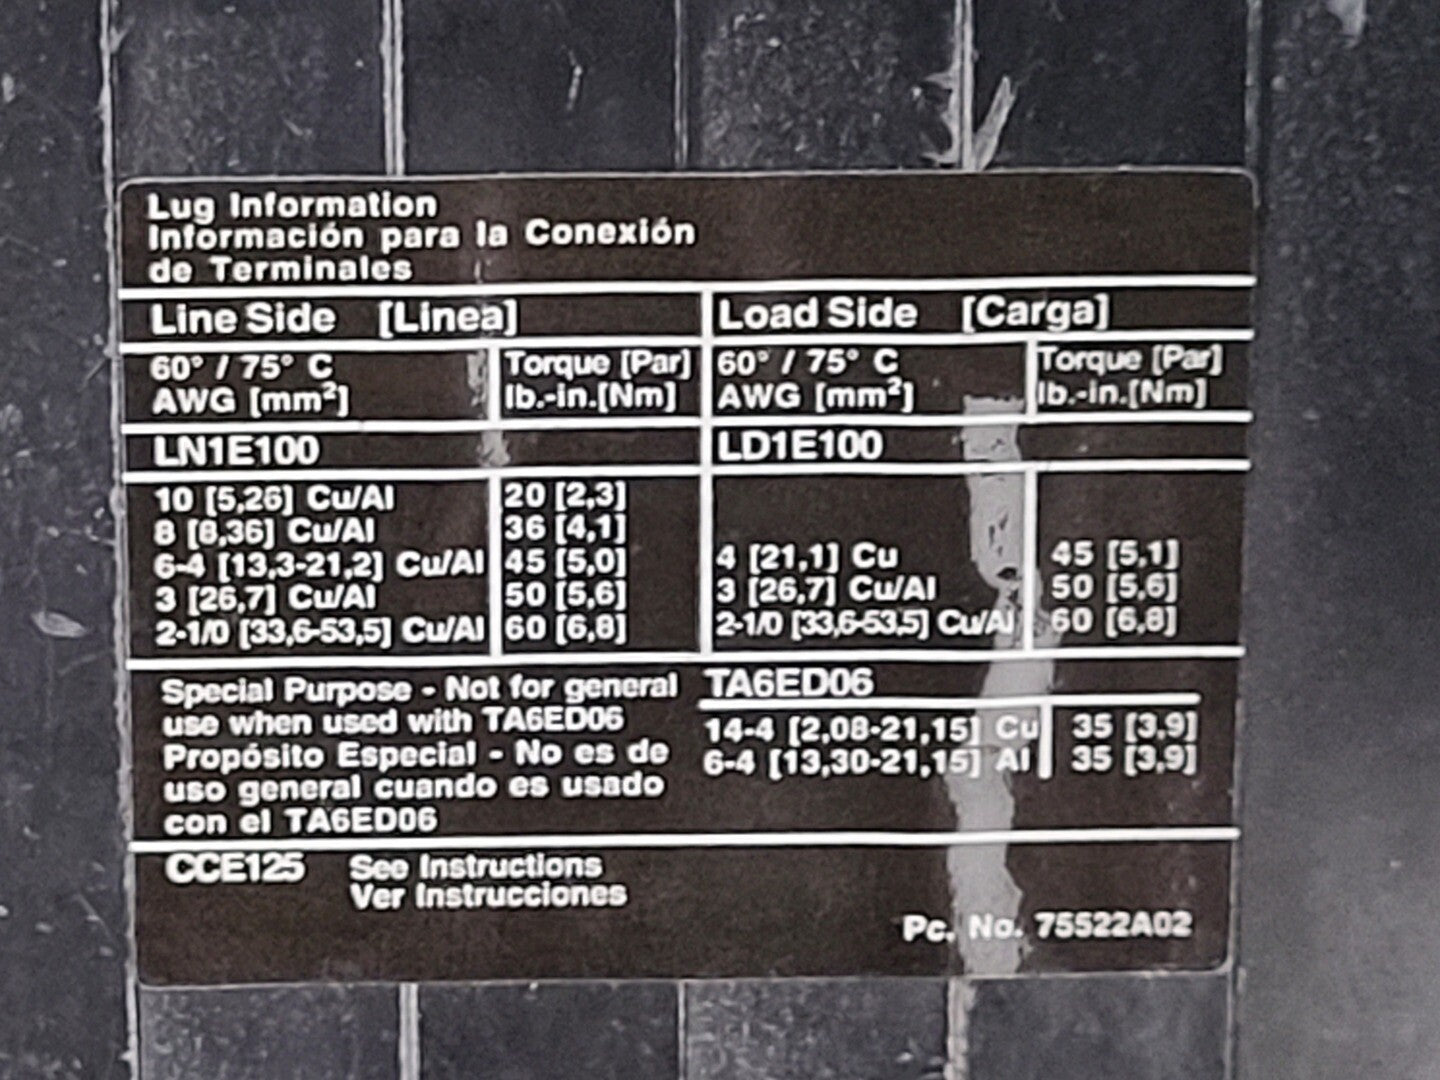 Lug Information
Información para la Conexión
de Terminales
Line Side [Linea]
60° / 75° C
AWG [mm²]
Torque [Par]
lb.-in.[Nm]
LN1E100
10 [5,26] Cu/Al 20 [2,3]
8 [8,36] Cu/Al 36 [4,1]
6-4 [13,3-21,2] Cu/Al 45 [5,0]
3 [26,7] Cu/Al 50 [5,6]
2-1/0 [33,6-53,5] Cu/Al 60 [6,8]
Load Side [Carga]
60° / 75° C
AWG [mm²]
Torque [Par]
lb.-in.[Nm]
LD1E100
4 [21,1] Cu 45 [5,1]
3 [26,7] Cu/Al 50 [5,6]
2-1/0 [33,6-53,5] Cu/Al 60 [6,8]
Special Purpose - Not for general
use when used with TA6ED06
Propósito Especial - No es de
uso general cuando es usado
con el TA6ED06
TA6ED06
14-4 [2,08-21,15] Cu 35 [3,9]
6-4 [13,30-21,15] Al 35 [3,9]
CCE125 See Instructions
Ver Instrucciones
Pc. No. 75522A02